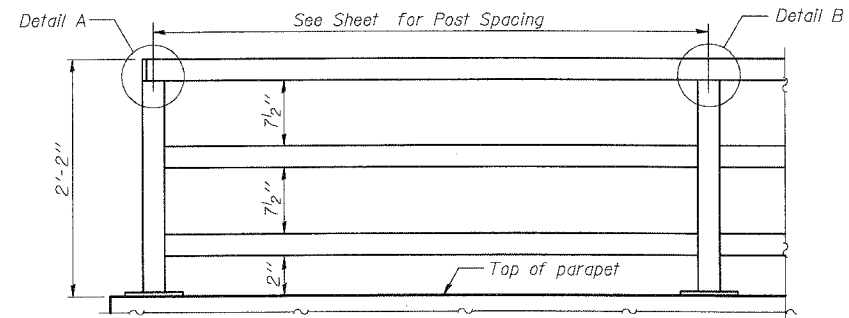 Detail A
See Sheet for Post Spacing
Detail B
7½"
2'-2"
7½"
2"
Top of parapet